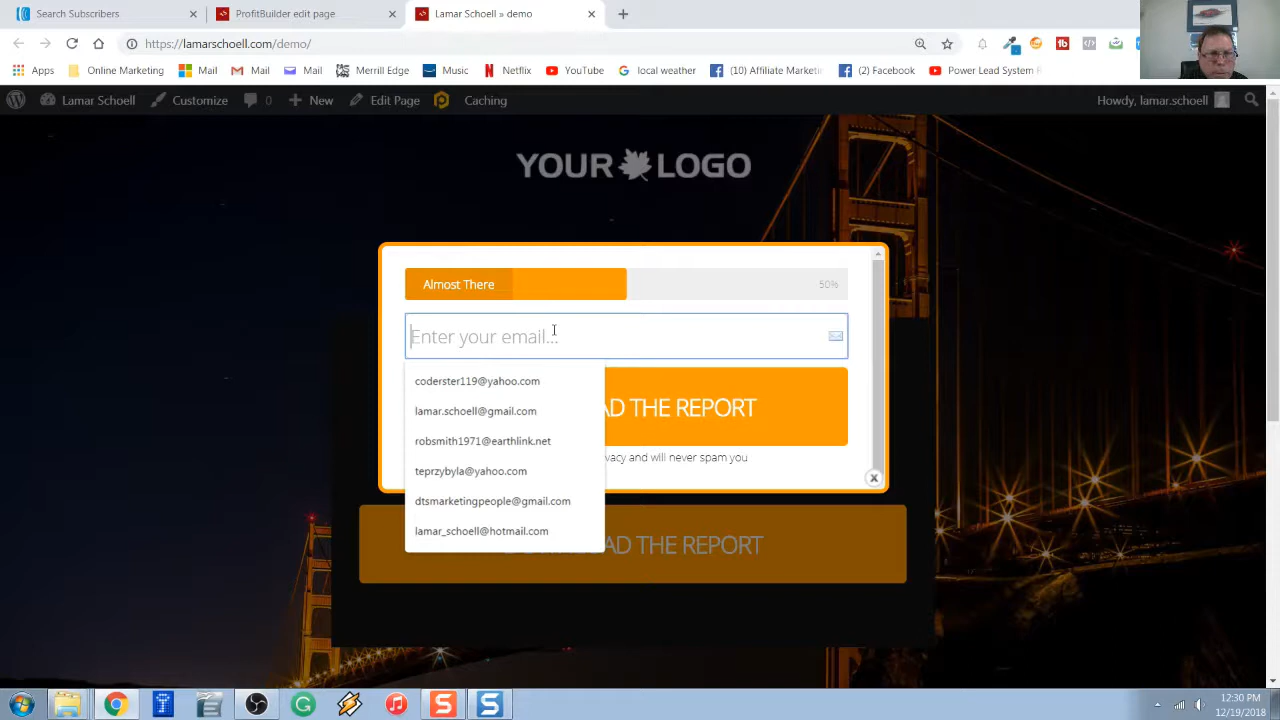 Search Subscribers
ProfitBuilder edit page
Lamar Schoell » demo
https://lamarschoell.com/demo/
Apps
Online Marketing
Mail
Mail
Mail
Merrill Edge
Music
Netfl
YouTube
local weather
(10) Affiliate Marketin
(2) Facebook
Power Lead System R
Lamar Schoell
Customize
0
New
Edit Page
Caching
Howdy, lamar.schoell
YOUR LOGO
Almost There
50%
Enter your email...
coderster119@yahoo.com
lamar.schoell@gmail.com
robsmith1971@earthlink.net
teprzybyla@yahoo.com
dtsmarketingpeople@gmail.com
lamar_schoell@hotmail.com
AD THE REPORT
vacy and will never spam you
AD THE REPORT
12:30 PM
12/19/2018